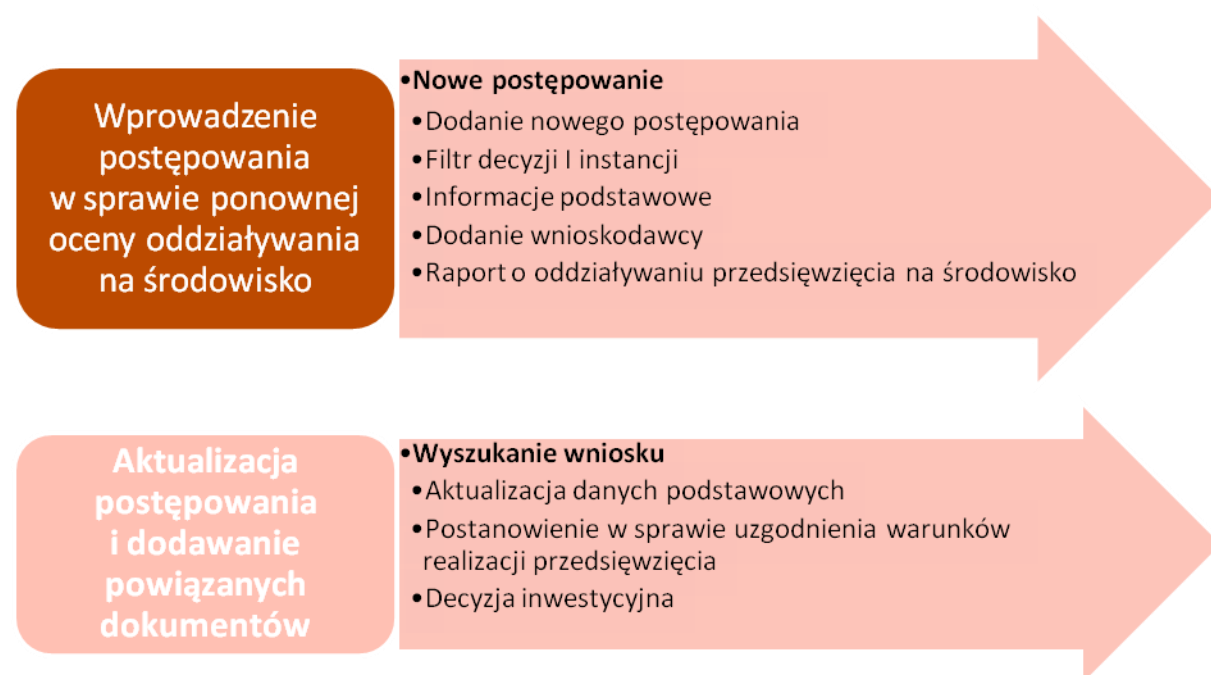 Wprowadzenie
postępowania
w sprawie ponownej
oceny oddziaływania
na środowisko
•Nowe postępowanie
•Dodanie nowego postępowania
•Filtr decyzji I instancji
•Informacje podstawowe
•Dodanie wnioskodawcy
•Raport o oddziaływaniu przedsięwzięcia na środowisko
Aktualizacja
postępowania
i dodawanie
powiązanych
dokumentów
•Wyszukanie wniosku
•Aktualizacja danych podstawowych
•Postanowienie w sprawie uzgodnienia warunków
realizacji przedsięwzięcia
•Decyzja inwestycyjna